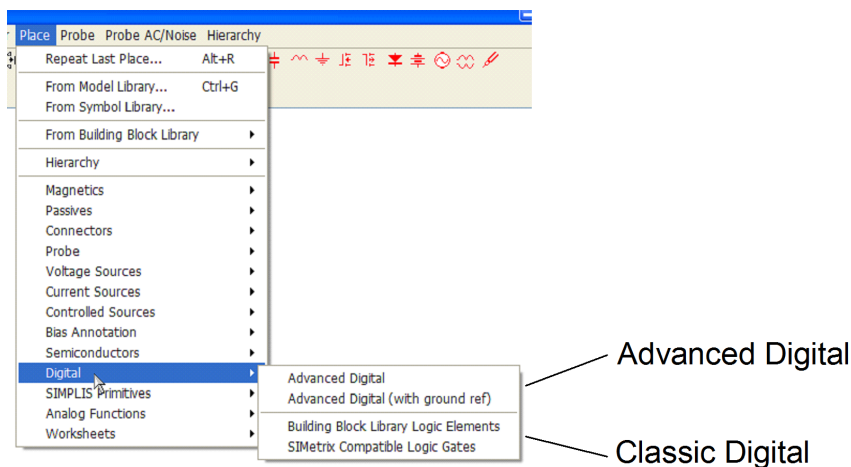 Place Probe Probe AC/Noise Hierarchy
Repeat Last Place... Alt+R
From Model Library... Ctrl+G
From Symbol Library...
From Building Block Library
Hierarchy
Magnetics
Passives
Connectors
Probe
Voltage Sources
Current Sources
Controlled Sources
Bias Annotation
Semiconductors
Digital
SIMPLIS Primitives
Analog Functions
Worksheets
Advanced Digital
Advanced Digital (with ground ref)
Building Block Library Logic Elements
SIMetrix Compatible Logic Gates
Advanced Digital
Classic Digital